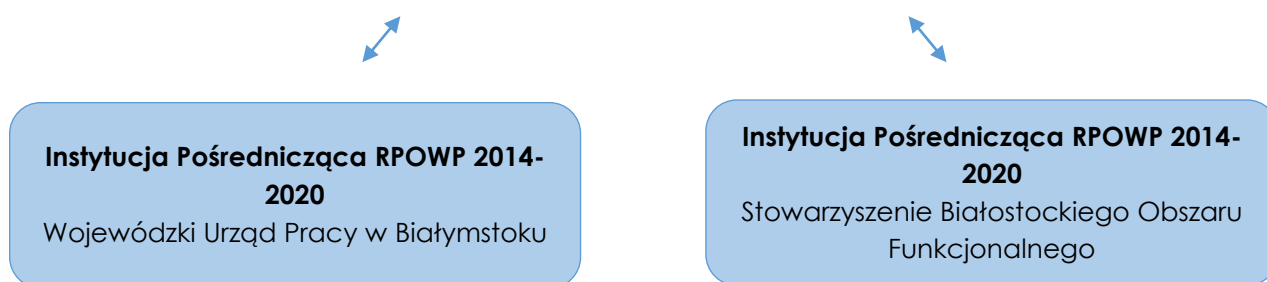 Instytucja Pośrednicząca RPOWP 2014-
2020
Wojewódzki Urząd Pracy w Białymstoku
Instytucja Pośrednicząca RPOWP 2014-
2020
Stowarzyszenie Białostockiego Obszaru
Funkcjonalnego